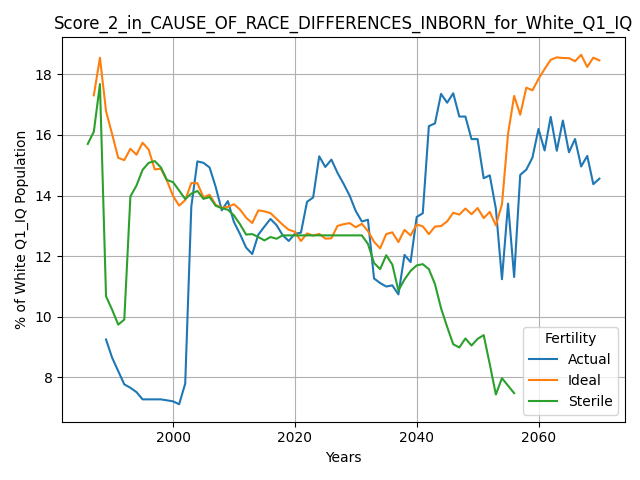 Score_2_in_CAUSE_OF_RACE_DIFFERENCES_INBORN_for_White_Q1_IQ
% of White Q1_IQ Population
18
16
14
12
10
8
2000 2020 2040 2060
Years
Fertility
Actual
Ideal
Sterile